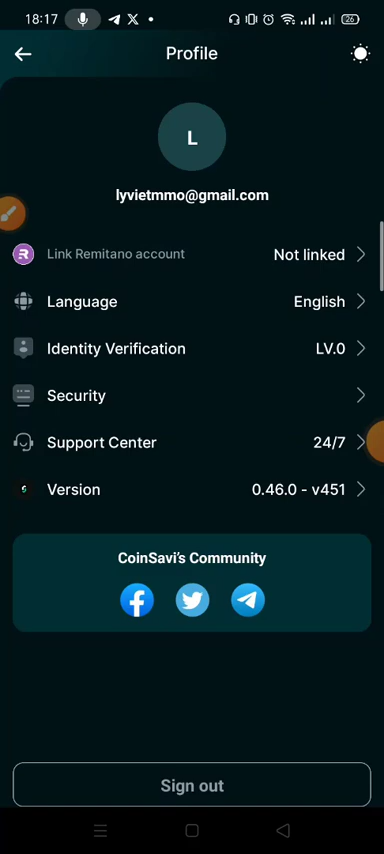 18:17
26
Profile
L
lyvietmmo@gmail.com
Link Remitano account Not linked
Language English
Identity Verification LV.0
Security
Support Center 24/7
Version 0.46.0 - v451
CoinSavi's Community
Sign out